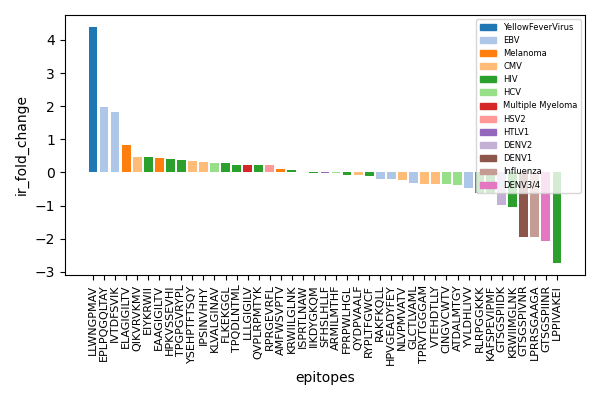 4
3
2
1
0
−1
−2
−3
ir_fold_change
YellowFeverVirus
EBV
Melanoma
CMV
HIV
HCV
Multiple Myeloma
HSV2
HTLV1
DENV2
DENV1
Influenza
DENV3/4
LLWNGPMAV
EPLPQGQLTAY
IVTDFSVIK
ELAGIGILTV
QIKVRVKMV
EIYKRWII
EAAGIGILTV
HPKVSSEVHI
TPGPGVRYPL
YSEHPTFTSQY
IPSINVHHY
KLVALGINAV
FLKEKGGL
TPQDLNTML
LLLGIGILV
QVPLRPMTYK
RPRGEVRFL
AMFWSVPTV
KRWIILGLNK
ISPRTLNAW
IIKDYGKQM
SFHSLHLLF
ARMILMTHF
FPRPWLHGL
QYDPVAALF
RYPLTFGWCF
RAKFKQLL
HPVGEADYFEY
NLVPMVATV
GLCTLVAML
TPRVTGGGAM
VTEHDTLLY
CINGVCWTV
ATDALMTGY
YVLDHLIVV
RLRPGGKKK
KAFSPEVIPMF
GTSGSPIIDK
KRWIIMGLNK
GTSGSPIVNR
LPRRSGAAGA
GTSGSPIINR
LPPIVAKEI
epitopes